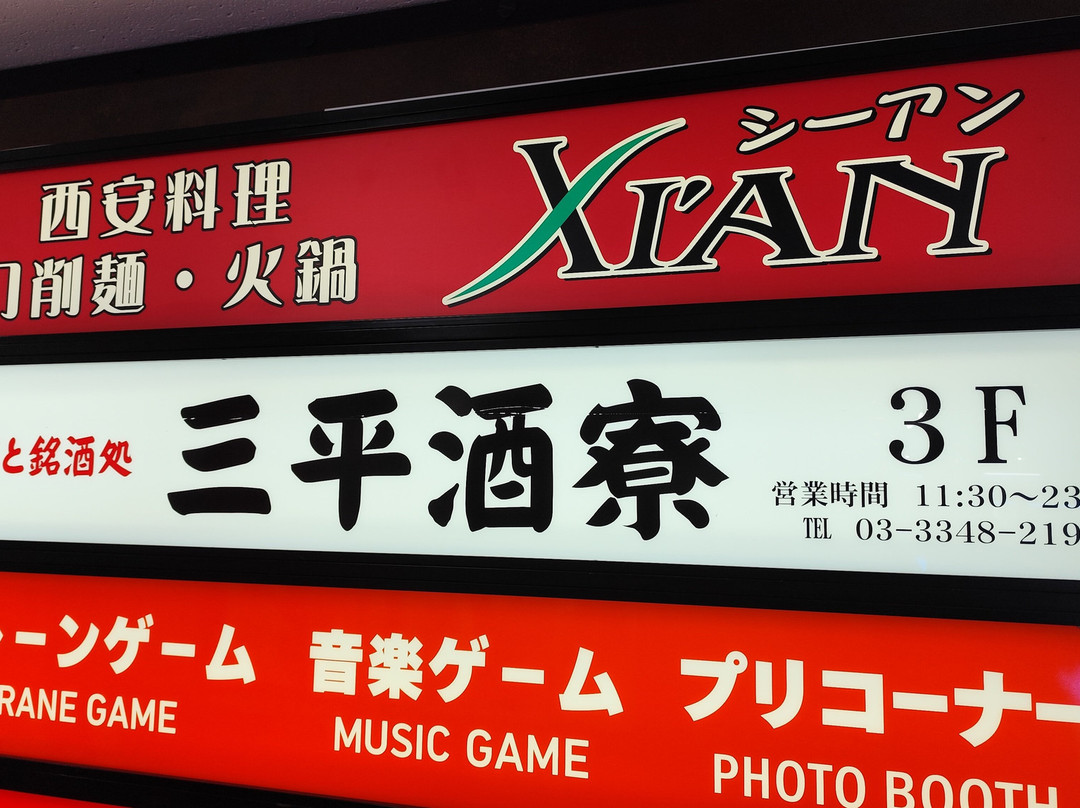 西安料理
刀削麺・火鍋
シーアン
XI'AN
と銘酒処
三平酒寮
3F
営業時間 11:30〜23
TEL 03-3348-219
ーンゲーム
RANE GAME
音楽ゲーム
MUSIC GAME
プリコーナー
PHOTO BOOTH